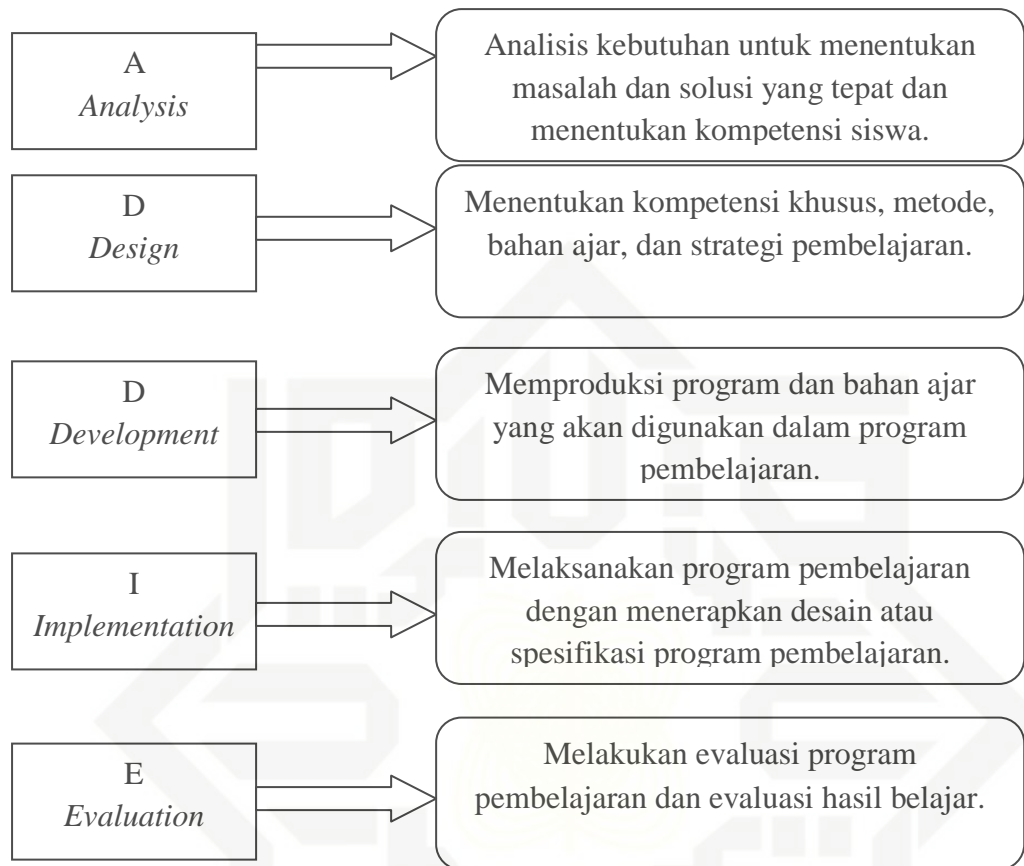 A
Analysis
Analisis kebutuhan untuk menentukan
masalah dan solusi yang tepat dan
menentukan kompetensi siswa.
D
Design
Menentukan kompetensi khusus, metode,
bahan ajar, dan strategi pembelajaran.
D
Development
Memproduksi program dan bahan ajar
yang akan digunakan dalam program
pembelajaran.
I
Implementation
Melaksanakan program pembelajaran
dengan menerapkan desain atau
spesifikasi program pembelajaran.
E
Evaluation
Melakukan evaluasi program
pembelajaran dan evaluasi hasil belajar.